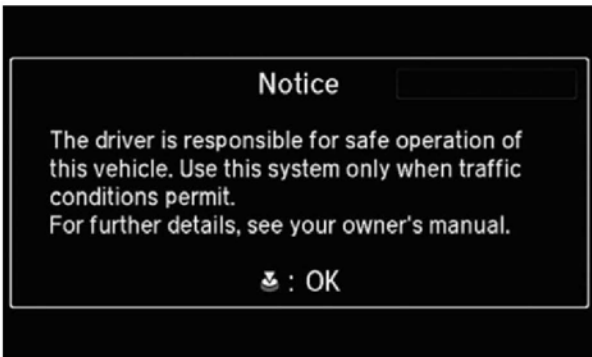 Notice
The driver is responsible for safe operation of
this vehicle. Use this system only when traffic
conditions permit.
For further details, see your owner's manual.
: OK